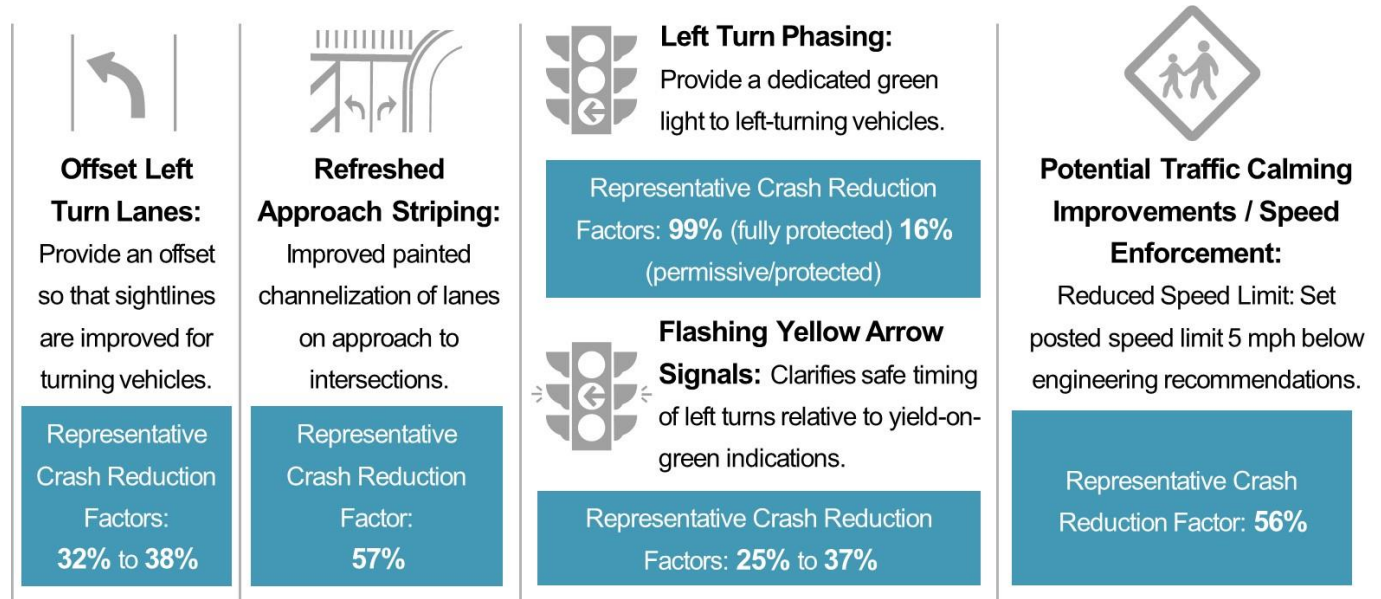 Offset Left
Turn Lanes:
Provide an offset
so that sightlines
are improved for
turning vehicles.
Representative
Crash Reduction
Factors:
32% to 38%
Refreshed
Approach Striping:
Improved painted
channelization of lanes
on approach to
intersections.
Representative
Crash Reduction
Factor:
57%
Left Turn Phasing:
Provide a dedicated green
light to left-turning vehicles.
Representative Crash Reduction
Factors: 99% (fully protected) 16%
(permissive/protected)
Flashing Yellow Arrow
Signals: Clarifies safe timing
of left turns relative to yield-on-
green indications.
Representative Crash Reduction
Factors: 25% to 37%
Potential Traffic Calming
Improvements / Speed
Enforcement:
Reduced Speed Limit: Set
posted speed limit 5 mph below
engineering recommendations.
Representative Crash
Reduction Factor: 56%